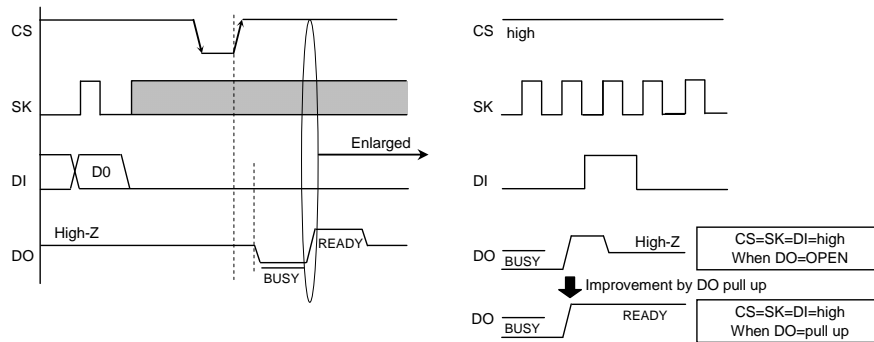 CS
SK
DI
D0
Enlarged
High-Z
DO
READY
BUSY
CS high
SK
DI
DO
BUSY
High-Z
CS=SK=DI=high
When DO=OPEN
Improvement by DO pull up
DO
BUSY
READY
CS=SK=DI=high
When DO=pull up